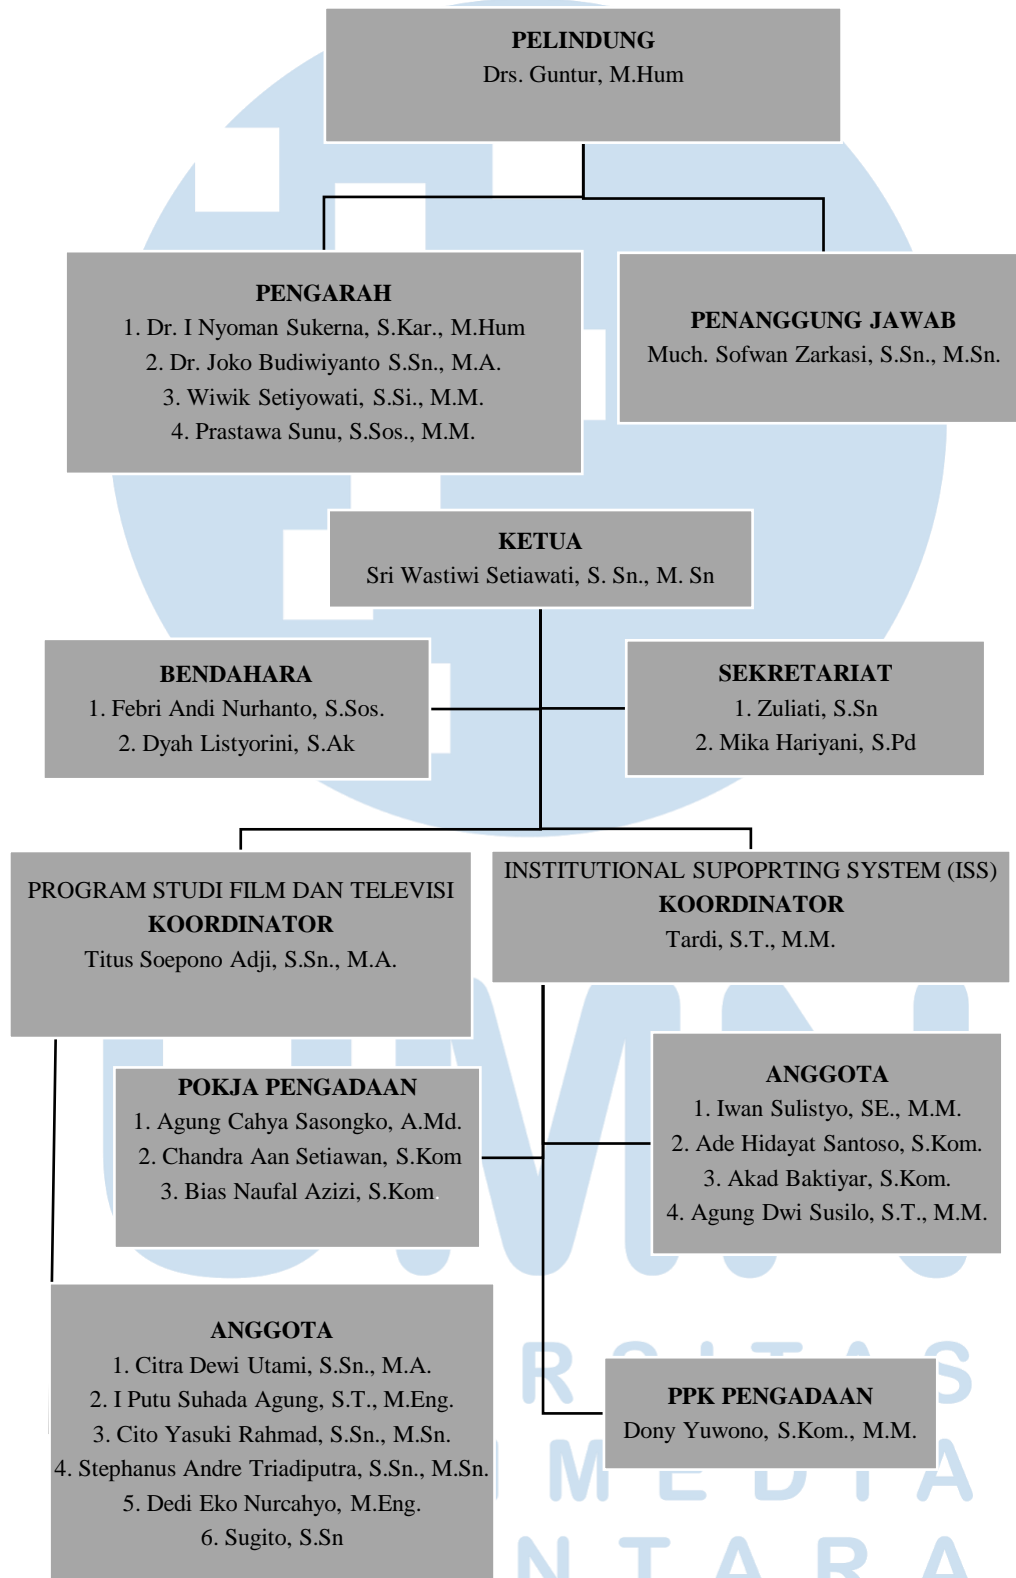 PELINDUNG
Drs. Guntur, M.Hum
PENGARAH
1. Dr. I Nyoman Sukerna, S.Kar., M.Hum
2. Dr. Joko Budiwiyanto S.Sn., M.A.
3. Wiwik Setiyowati, S.Si., M.M.
4. Prastawa Sunu, S.Sos., M.M.
PENANGGUNG JAWAB
Much. Sofwan Zarkasi, S.Sn., M.Sn.
KETUA
Sri Wastiwi Setiawati, S. Sn., M. Sn
BENDAHARA
1. Febri Andi Nurhanto, S.Sos.
2. Dyah Listyorini, S.Ak
SEKRETARIAT
1. Zuliati, S.Sn
2. Mika Hariyani, S.Pd
PROGRAM STUDI FILM DAN TELEVISI
KOORDINATOR
Titus Soepono Adji, S.Sn., M.A.
INSTITUTIONAL SUPOPRTING SYSTEM (ISS)
KOORDINATOR
Tardi, S.T., M.M.
POKJA PENGADAAN
1. Agung Cahya Sasongko, A.Md.
2. Chandra Aan Setiawan, S.Kom
3. Bias Naufal Azizi, S.Kom.
ANGGOTA
1. Iwan Sulistyo, SE., M.M.
2. Ade Hidayat Santoso, S.Kom.
3. Akad Baktiyar, S.Kom.
4. Agung Dwi Susilo, S.T., M.M.
ANGGOTA
1. Citra Dewi Utami, S.Sn., M.A.
2. I Putu Suhada Agung, S.T., M.Eng.
3. Cito Yasuki Rahmad, S.Sn., M.Sn.
4. Stephanus Andre Triadiputra, S.Sn., M.Sn.
5. Dedi Eko Nurcahyo, M.Eng.
6. Sugito, S.Sn
PPK PENGADAAN
Dony Yuwono, S.Kom., M.M.